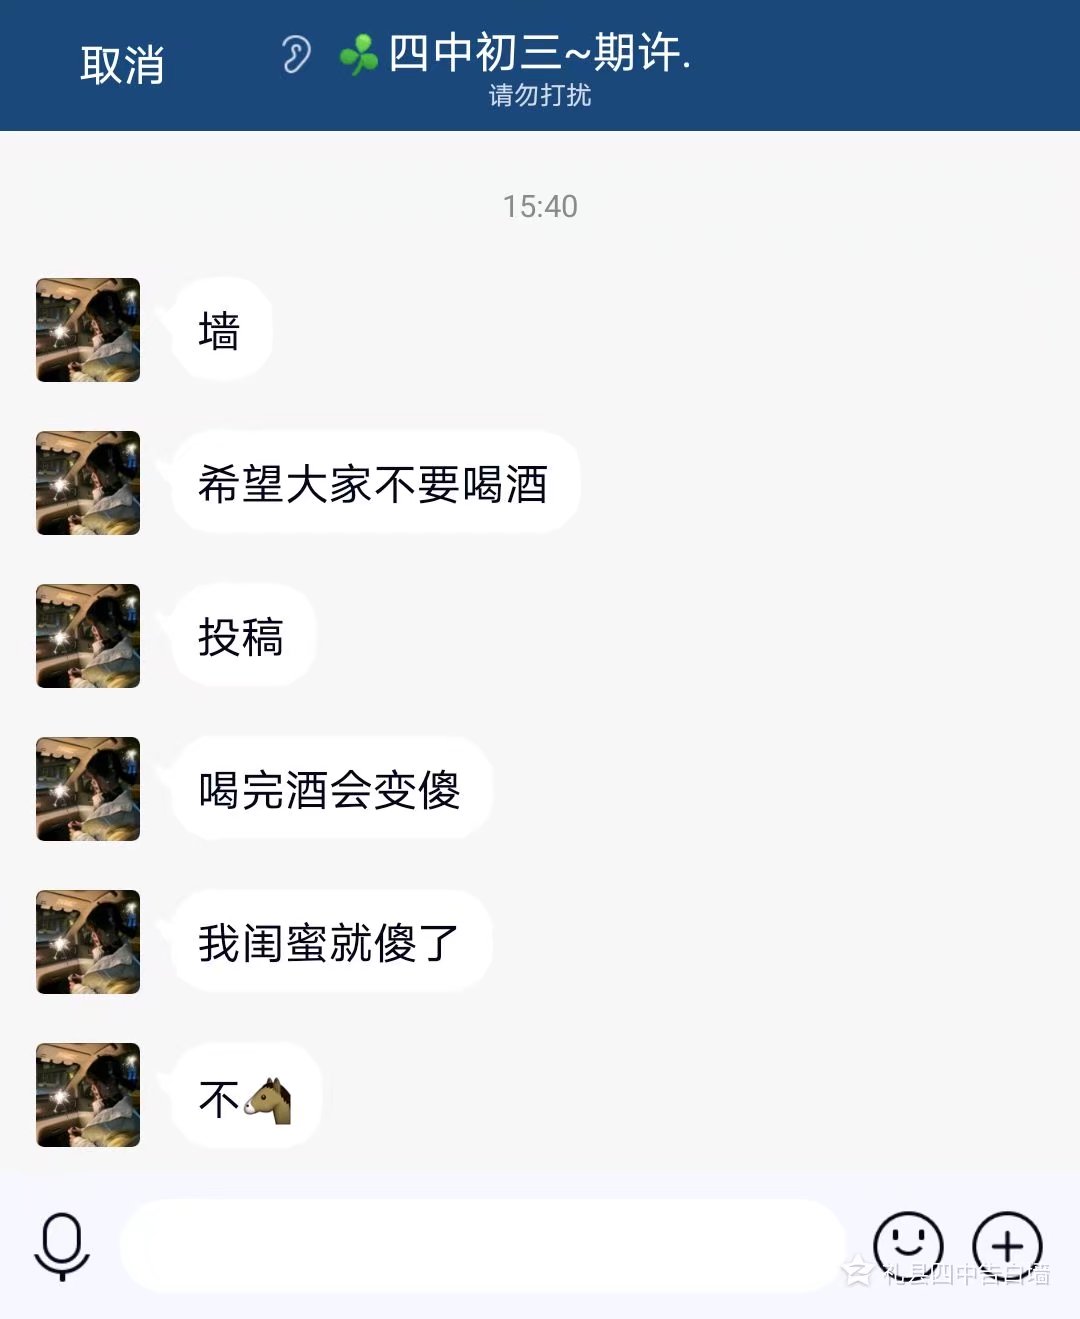 取消
四中初三~期许.
请勿打扰
15:40
墙
希望大家不要喝酒
投稿
喝完酒会变傻
我闺蜜就傻了
不🐴
礼县四中告白墙